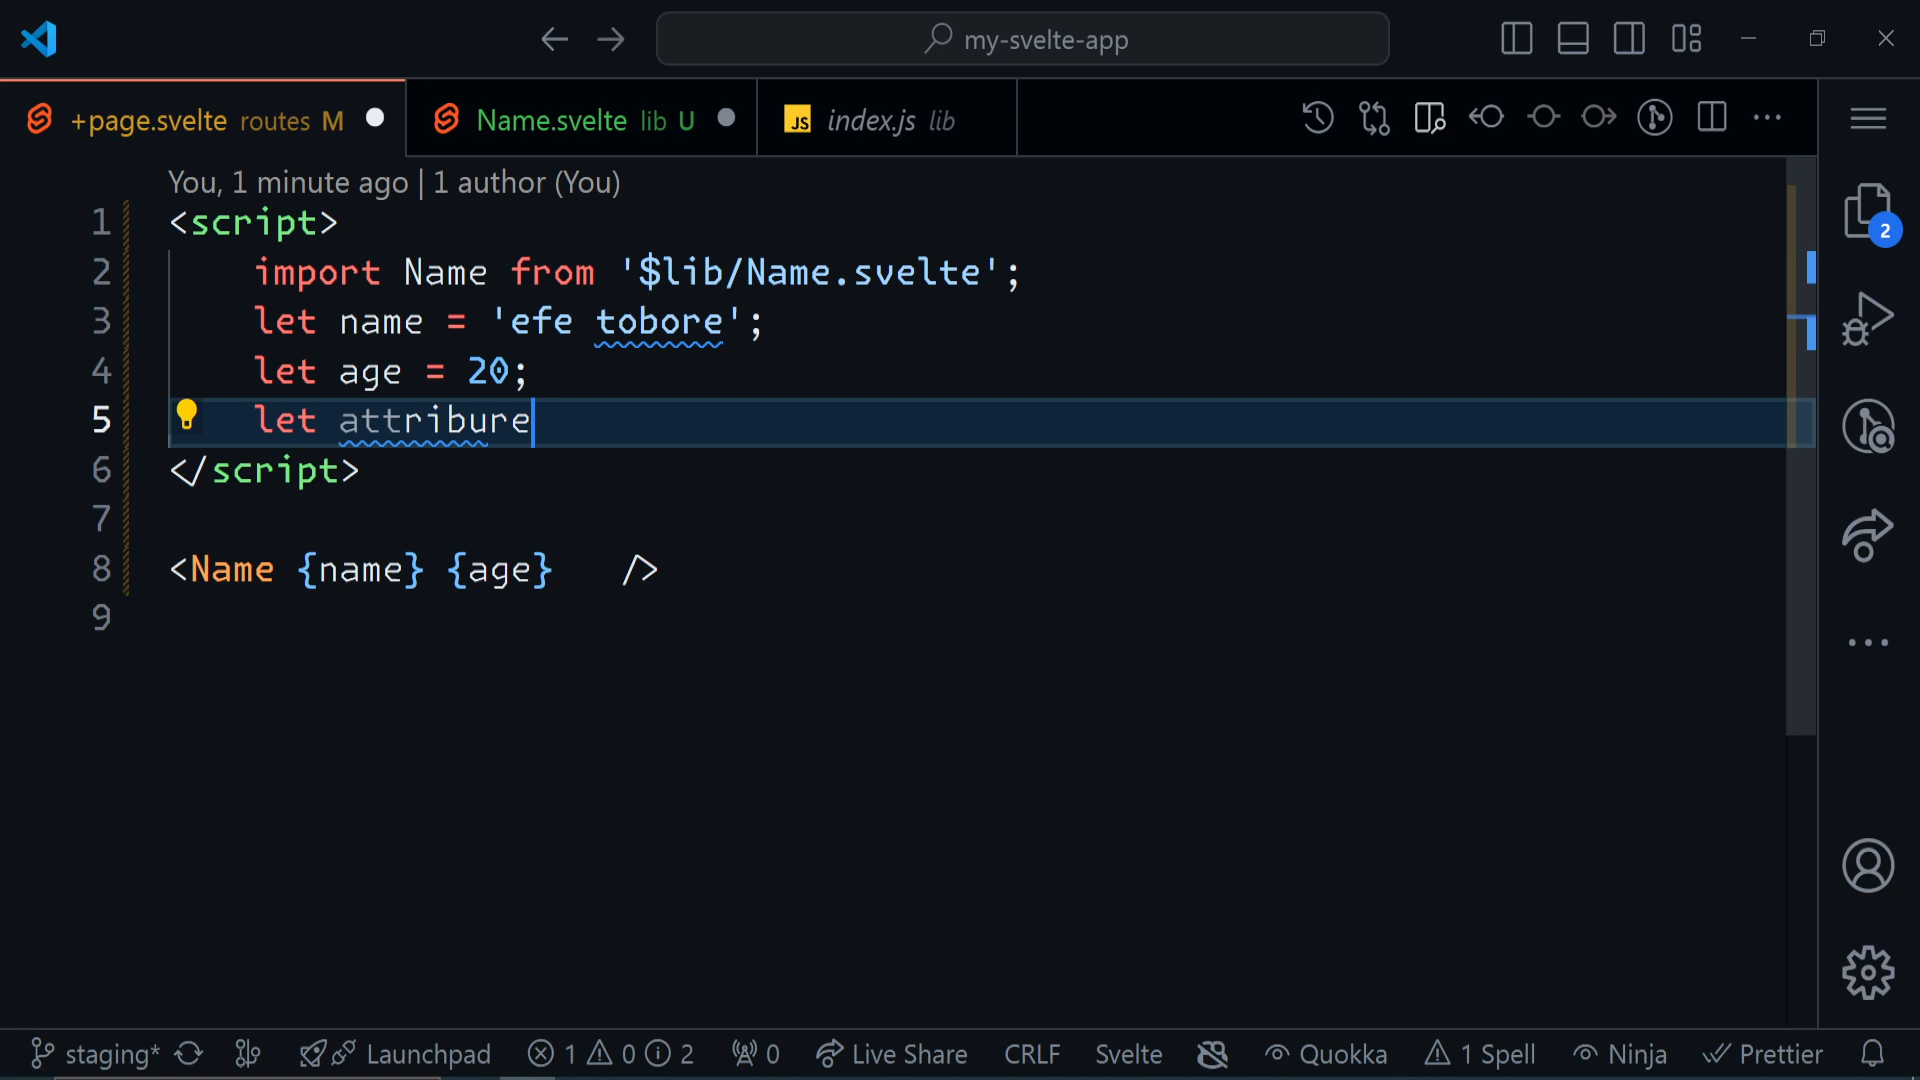 my-svelte-app
+page.svelte routes M
Name.svelte lib U
JS index.js lib
You, 1 minute ago | 1 author (You)
1 <script>
2 import Name from '$lib/Name.svelte';
3 let name = 'efe tobore';
4 let age = 20;
5 let attribure
6 </script>
7
8 <Name {name} {age} />
9
2
staging* Launchpad 1 0 2 0 Live Share CRLF Svelte Quokka 1 Spell Ninja Prettier